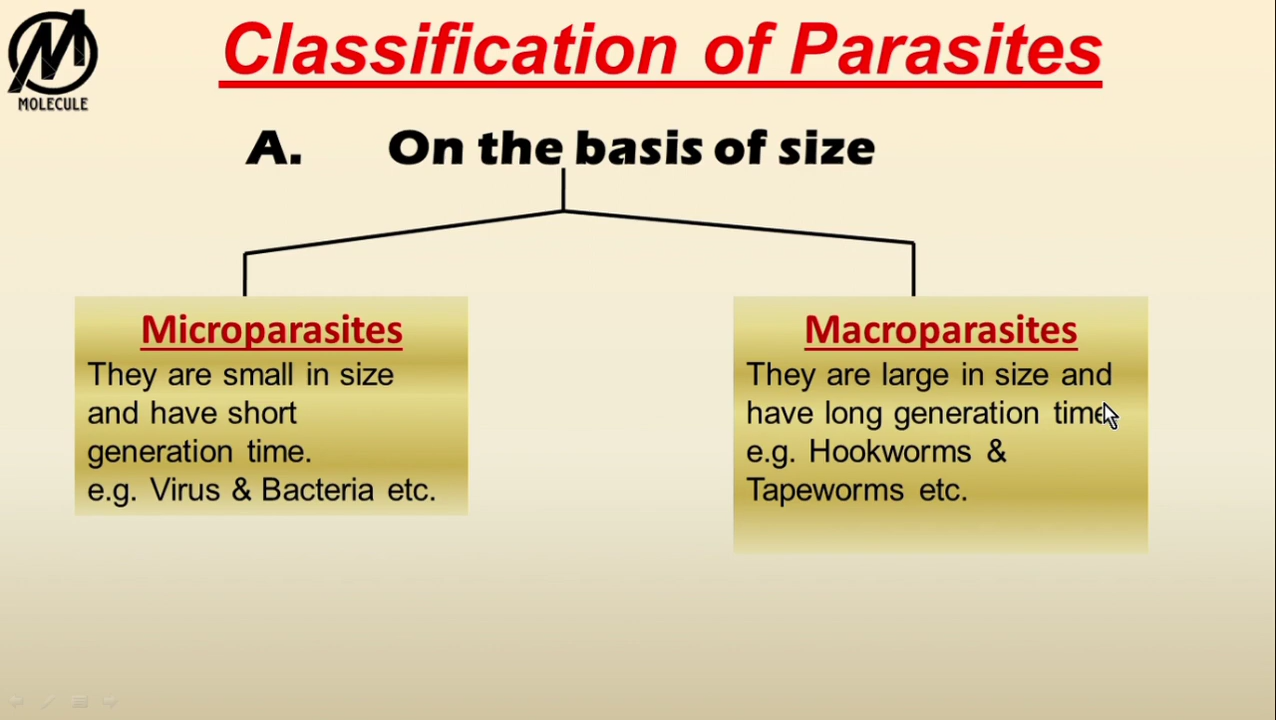 MOLECULE
Classification of Parasites
A. On the basis of size
Microparasites
They are small in size
and have short
generation time.
e.g. Virus & Bacteria etc.
Macroparasites
They are large in size and
have long generation time
e.g. Hookworms &
Tapeworms etc.